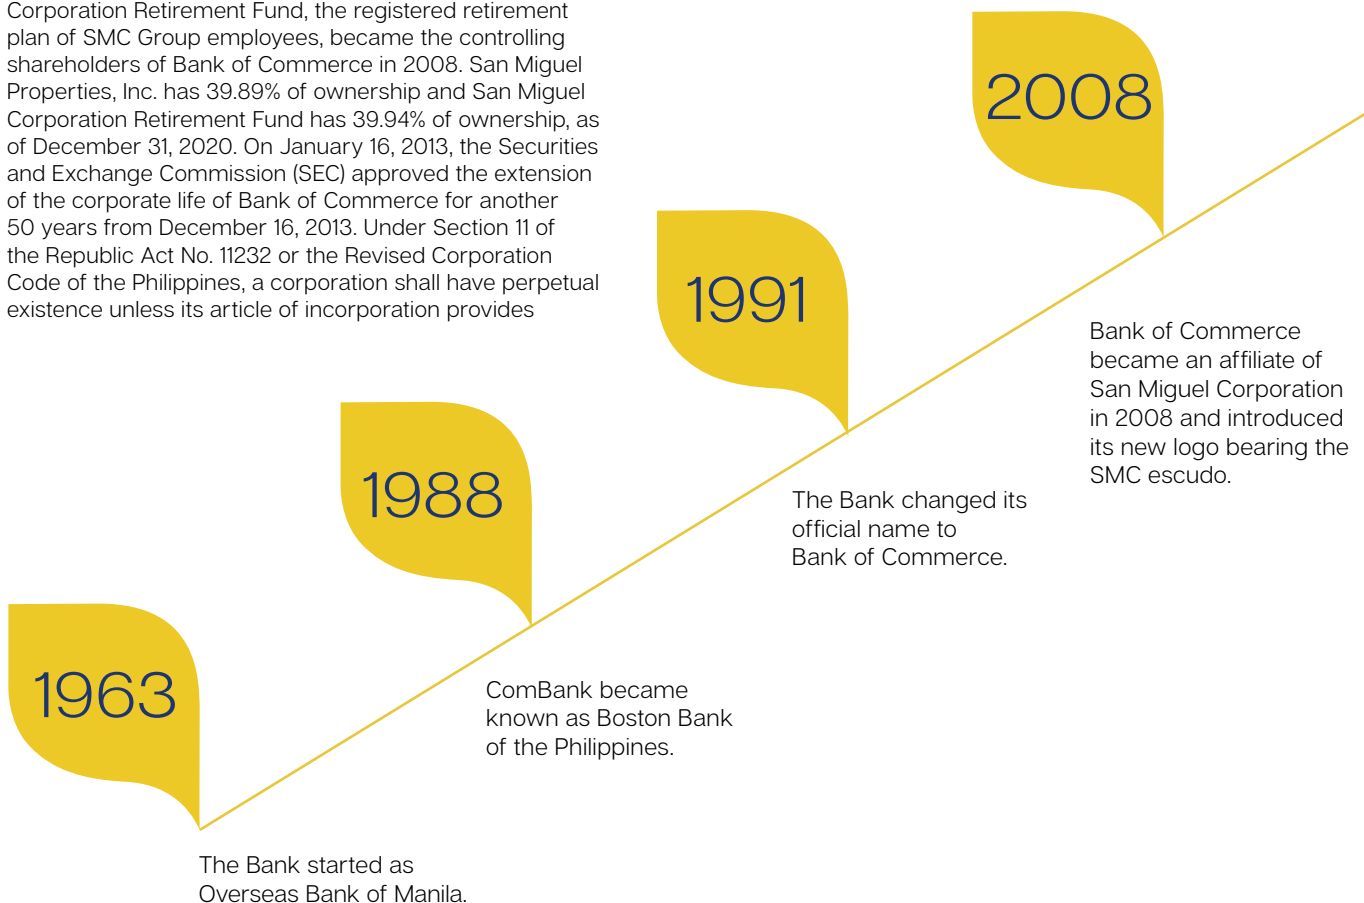 Corporation Retirement Fund, the registered retirement
plan of SMC Group employees, became the controlling
shareholders of Bank of Commerce in 2008. San Miguel
Properties, Inc. has 39.89% of ownership and San Miguel
Corporation Retirement Fund has 39.94% of ownership, as
of December 31, 2020. On January 16, 2013, the Securities
and Exchange Commission (SEC) approved the extension
of the corporate life of Bank of Commerce for another
50 years from December 16, 2013. Under Section 11 of
the Republic Act No. 11232 or the Revised Corporation
Code of the Philippines, a corporation shall have perpetual
existence unless its article of incorporation provides
1963
The Bank started as
Overseas Bank of Manila.
1988
ComBank became
known as Boston Bank
of the Philippines.
1991
The Bank changed its
official name to
Bank of Commerce.
2008
Bank of Commerce
became an affiliate of
San Miguel Corporation
in 2008 and introduced
its new logo bearing the
SMC escudo.